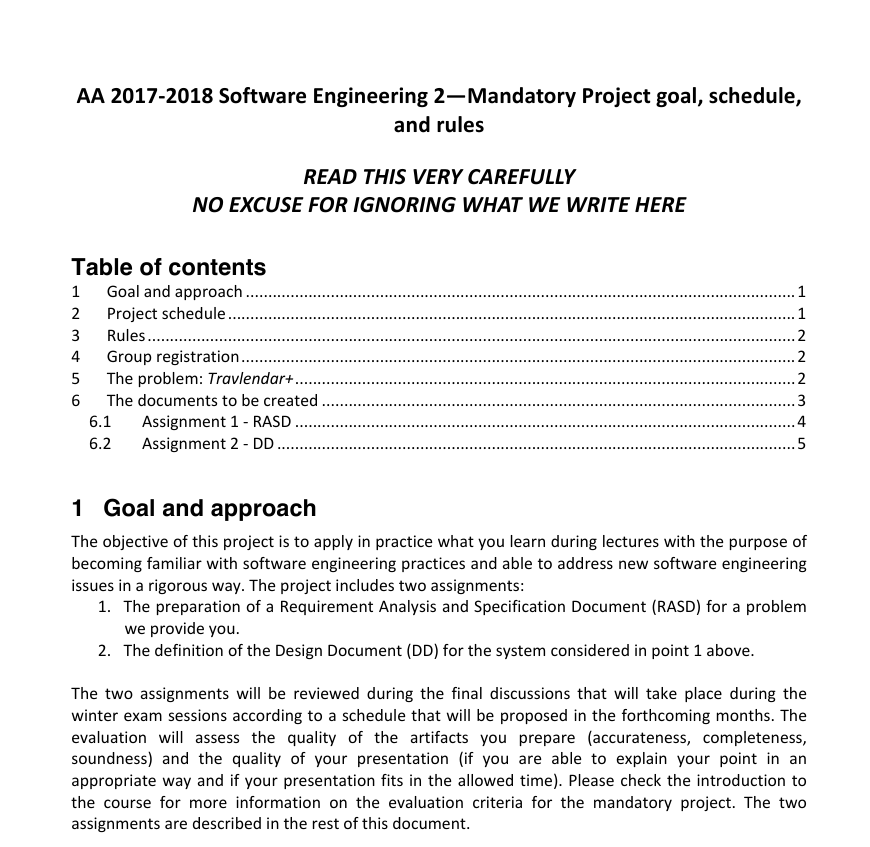 AA 2017-2018 Software Engineering 2—Mandatory Project goal, schedule,
and rules
READ THIS VERY CAREFULLY
NO EXCUSE FOR IGNORING WHAT WE WRITE HERE
Table of contents
1 Goal and approach ........................................................................................................................... 1
2 Project schedule ............................................................................................................................... 1
3 Rules ................................................................................................................................................. 2
4 Group registration ............................................................................................................................ 2
5 The problem: Travlendar+ ................................................................................................................ 2
6 The documents to be created .......................................................................................................... 3
6.1 Assignment 1 - RASD ................................................................................................................ 4
6.2 Assignment 2 - DD .................................................................................................................... 5
1 Goal and approach
The objective of this project is to apply in practice what you learn during lectures with the purpose of
becoming familiar with software engineering practices and able to address new software engineering
issues in a rigorous way. The project includes two assignments:
1. The preparation of a Requirement Analysis and Specification Document (RASD) for a problem
we provide you.
2. The definition of the Design Document (DD) for the system considered in point 1 above.
The two assignments will be reviewed during the final discussions that will take place during the
winter exam sessions according to a schedule that will be proposed in the forthcoming months. The
evaluation will assess the quality of the artifacts you prepare (accurateness, completeness,
soundness) and the quality of your presentation (if you are able to explain your point in an
appropriate way and if your presentation fits in the allowed time). Please check the introduction to
the course for more information on the evaluation criteria for the mandatory project. The two
assignments are described in the rest of this document.